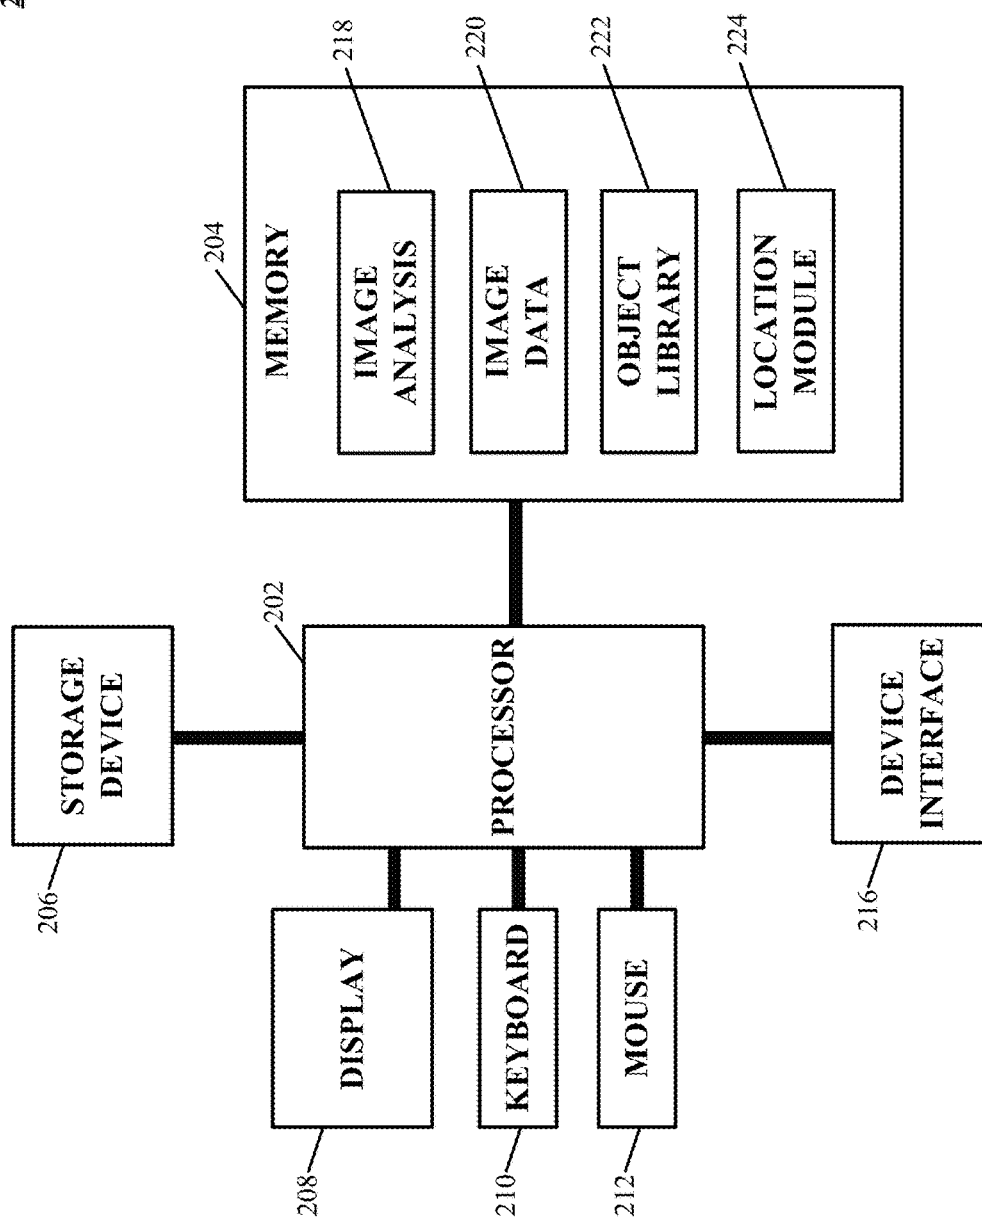 206
STORAGE
DEVICE
208
DISPLAY
210
KEYBOARD
212
MOUSE
202
PROCESSOR
216
DEVICE
INTERFACE
204
MEMORY
IMAGE
ANALYSIS
218
IMAGE
DATA
220
OBJECT
LIBRARY
222
LOCATION
MODULE
224